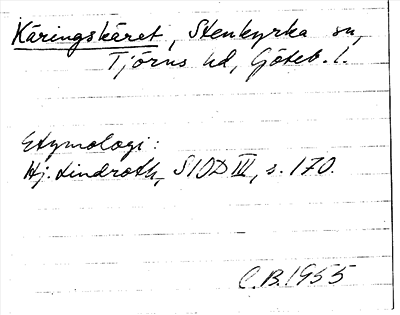 Käringskäret, Stenkyrka sn,
Tjörns hd, Göteb. l.
Etymologi:
Hj. Lindroth, SIOD III, s. 170.
C.B. 1955